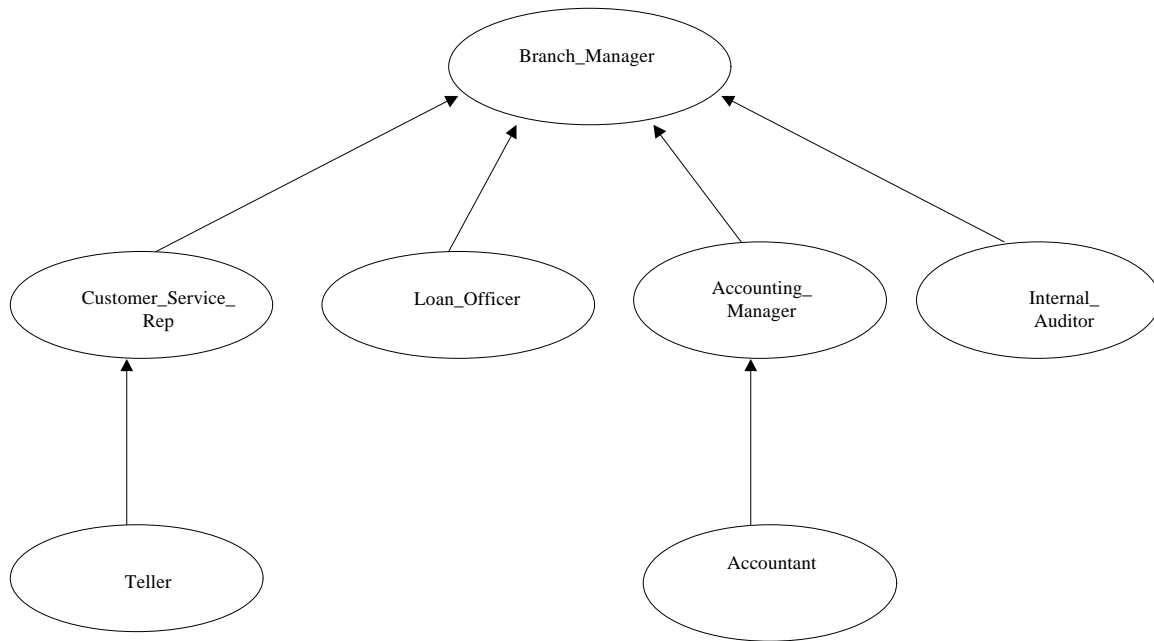 Branch_Manager
Customer_Service_
Rep
Loan_Officer
Accounting_
Manager
Internal_
Auditor
Teller
Accountant